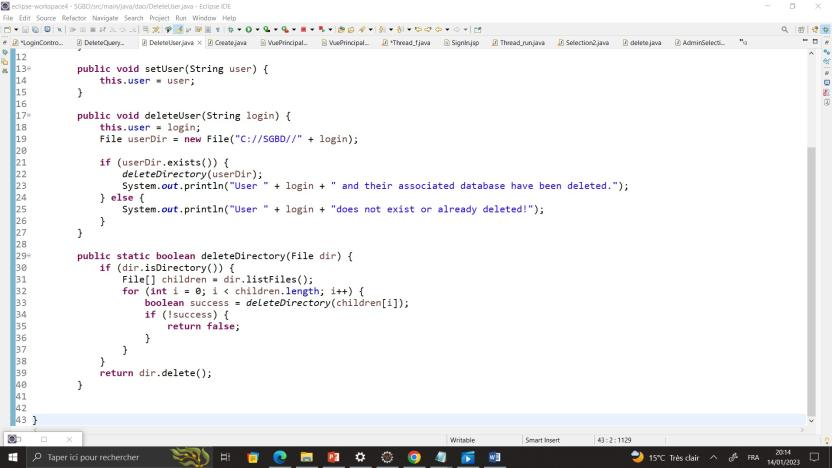 eclipse-workspace4 - SGBD/src/main/java/dao/DeleteUser.java - Eclipse IDE
File Edit Source Refactor Navigate Search Project Run Window Help
*LoginContro... DeleteQuery... DeleteUser.java Create.java VuePrincipal... VuePrincipal... *Thread_f.java SignIn.jsp Thread_run.java Selection2.java delete.java AdminSelecti...
12
13 public void setUser(String user) {
14 this.user = user;
15 }
16
17 public void deleteUser(String login) {
18 this.user = login;
19 File userDir = new File("C://SGBD//" + login);
20
21 if (userDir.exists()) {
22 deleteDirectory(userDir);
23 System.out.println("User " + login + " and their associated database have been deleted.");
24 } else {
25 System.out.println("User " + login + "does not exist or already deleted!");
26 }
27 }
28
29 public static boolean deleteDirectory(File dir) {
30 if (dir.isDirectory()) {
31 File[] children = dir.listFiles();
32 for (int i = 0; i < children.length; i++) {
33 boolean success = deleteDirectory(children[i]);
34 if (!success) {
35 return false;
36 }
37 }
38 }
39 return dir.delete();
40 }
41
42
43 }
Writable Smart Insert 43 : 2 : 1129
Taper ici pour rechercher 15°C Très clair FRA 20:14
14/01/2023